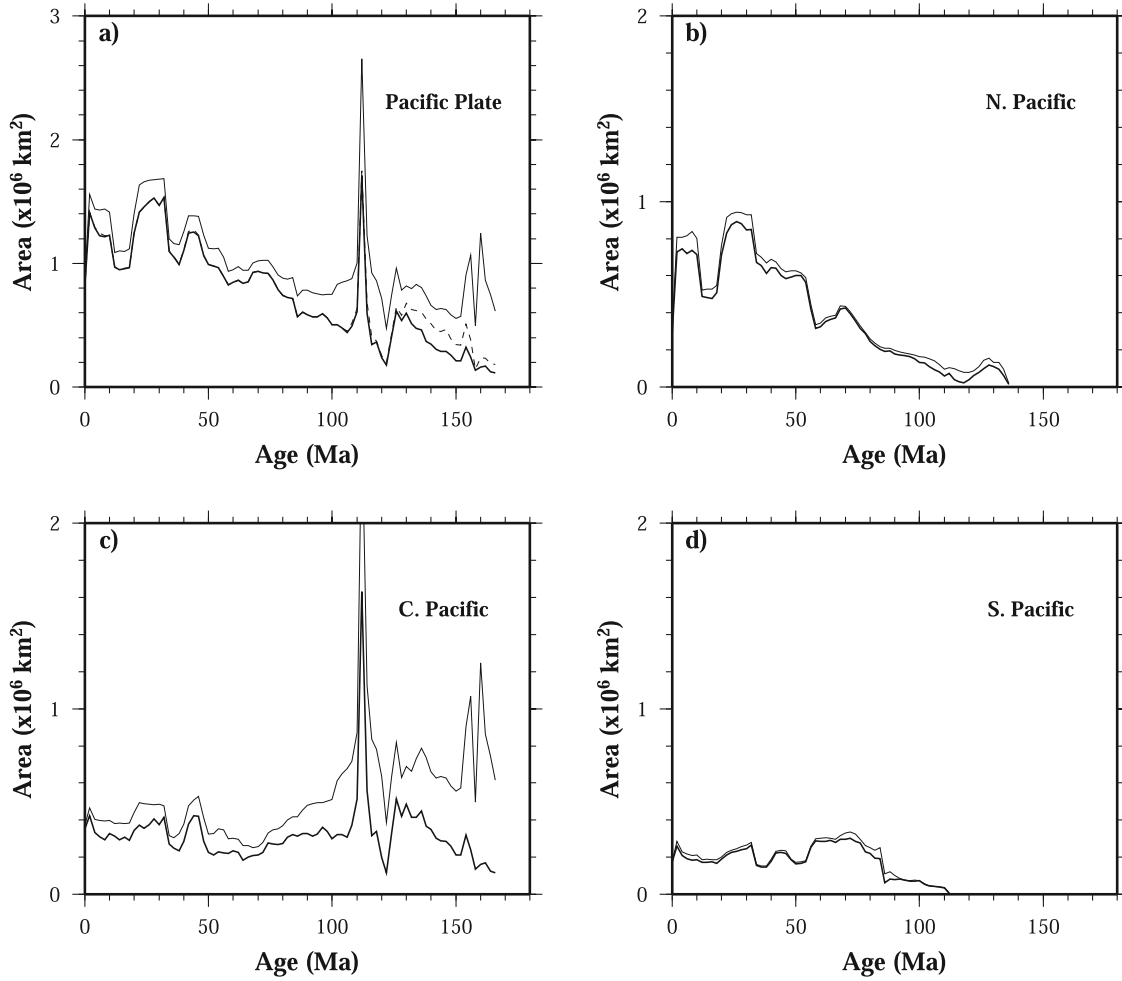 a)
Pacific Plate
3
2
1
0
Area (x10⁶ km²)
0 50 100 150
Age (Ma)
b)
N. Pacific
2
1
0
Area (x10⁶ km²)
0 50 100 150
Age (Ma)
c)
C. Pacific
2
1
0
Area (x10⁶ km²)
0 50 100 150
Age (Ma)
d)
S. Pacific
2
1
0
Area (x10⁶ km²)
0 50 100 150
Age (Ma)